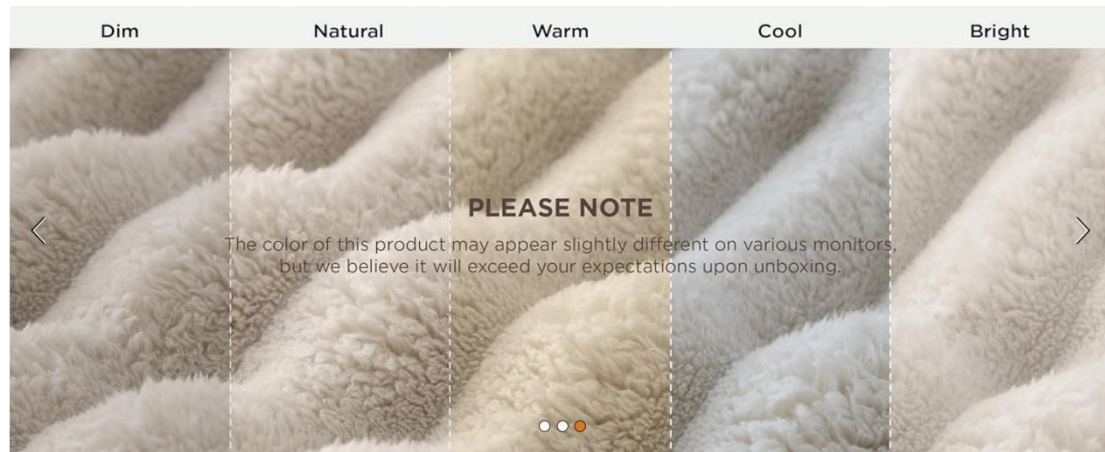 Dim Natural Warm Cool Bright
PLEASE NOTE
The color of this product may appear slightly different on various monitors,
but we believe it will exceed your expectations upon unboxing.